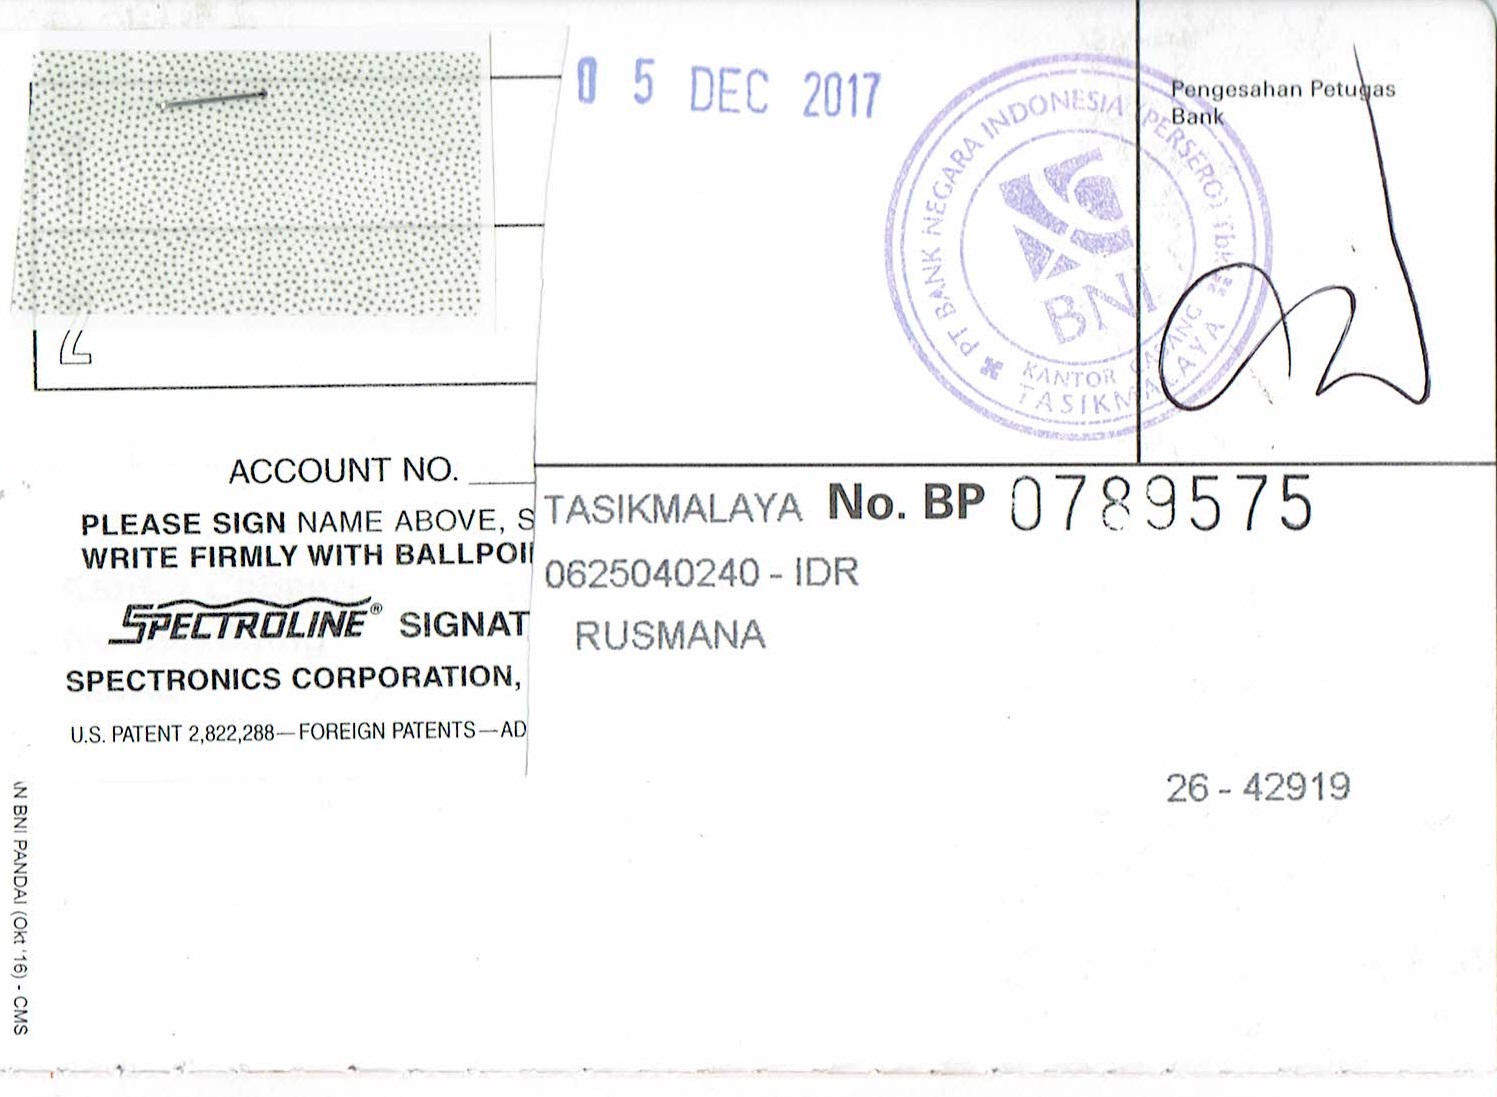 0 5 DEC 2017
Pengesahan Petugas
Bank
PT BANK NEGARA INDONESIA (PERSERO) Tbk
BNI
KANTOR CABANG
TASIKMALAYA
ACCOUNT NO.
PLEASE SIGN NAME ABOVE, S
WRITE FIRMLY WITH BALLPOI
SPECTROLINE® SIGNAT
SPECTRONICS CORPORATION,
U.S. PATENT 2,822,288—FOREIGN PATENTS—AD
TASIKMALAYA No. BP 0789575
0625040240 - IDR
RUSMANA
26 - 42919
AN BNI PANDAI (Okt '16) - CMS